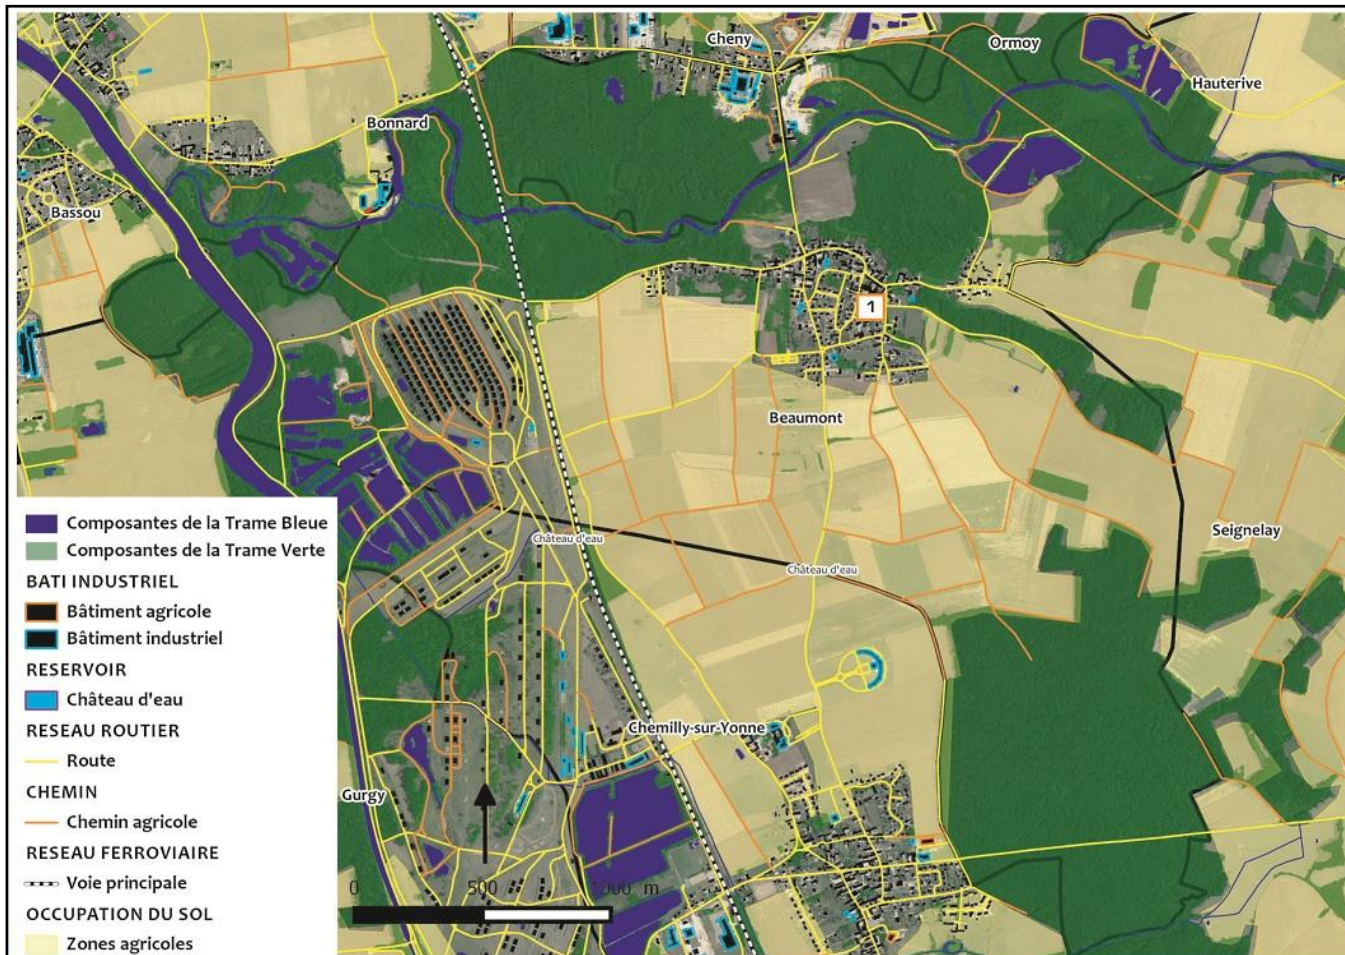 Cheny
Ormoy
Hauterive
Bonnard
Bassou
1
Beaumont
Seignelay
Château d'eau
Château d'eau
Chemilly-sur-Yonne
Gurgy
Composantes de la Trame Bleue
Composantes de la Trame Verte
BATI INDUSTRIEL
Bâtiment agricole
Bâtiment industriel
RESERVOIR
Château d'eau
RESEAU ROUTIER
Route
CHEMIN
Chemin agricole
RESEAU FERROVIAIRE
Voie principale
OCCUPATION DU SOL
Zones agricoles
0 500 1000 m